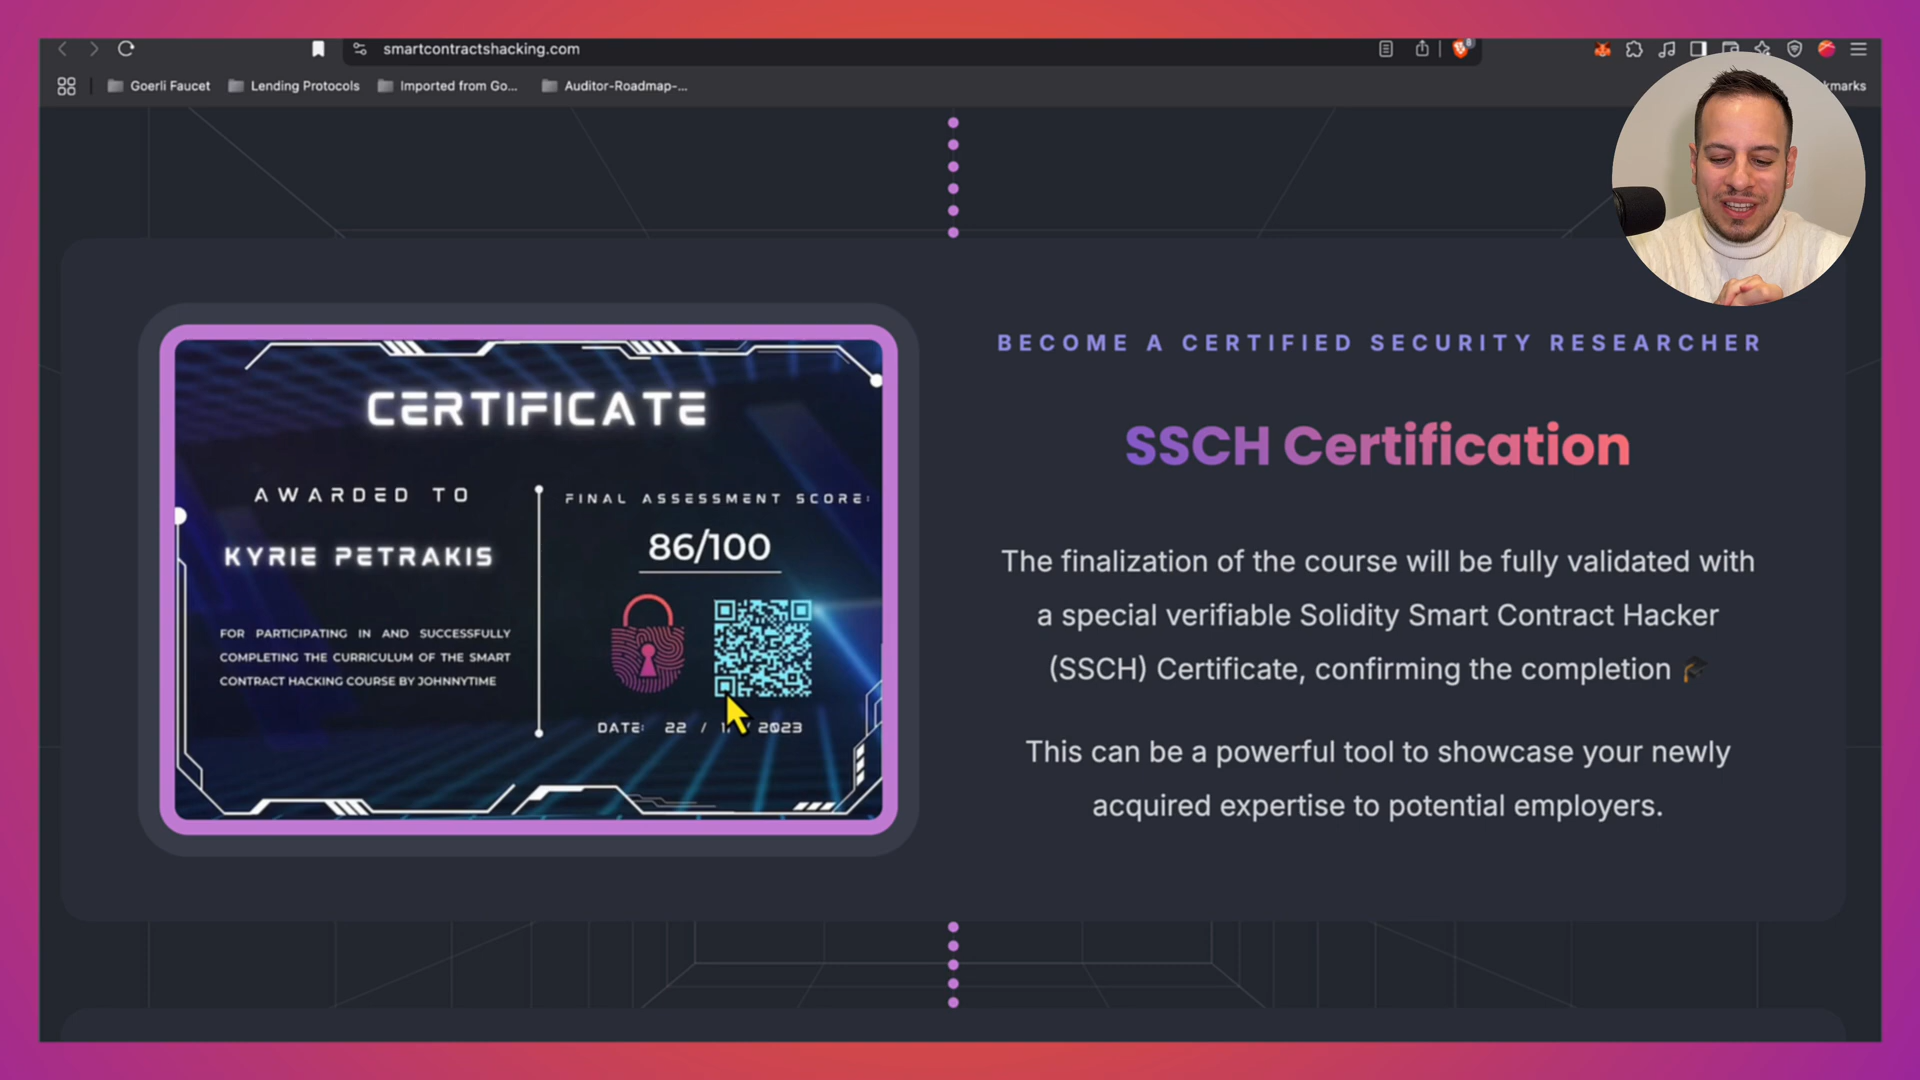 smartcontractshacking.com
8
Goerli Faucet
Lending Protocols
Imported from Go...
Auditor-Roadmap-...
kmarks
CERTIFICATE
AWARDED TO
KYRIE PETRAKIS
FOR PARTICIPATING IN AND SUCCESSFULLY
COMPLETING THE CURRICULUM OF THE SMART
CONTRACT HACKING COURSE BY JOHNNYTIME
FINAL ASSESSMENT SCORE:
86/100
DATE: 22 / / 2023
BECOME A CERTIFIED SECURITY RESEARCHER
SSCH Certification
The finalization of the course will be fully validated with
a special verifiable Solidity Smart Contract Hacker
(SSCH) Certificate, confirming the completion 🎓
This can be a powerful tool to showcase your newly
acquired expertise to potential employers.